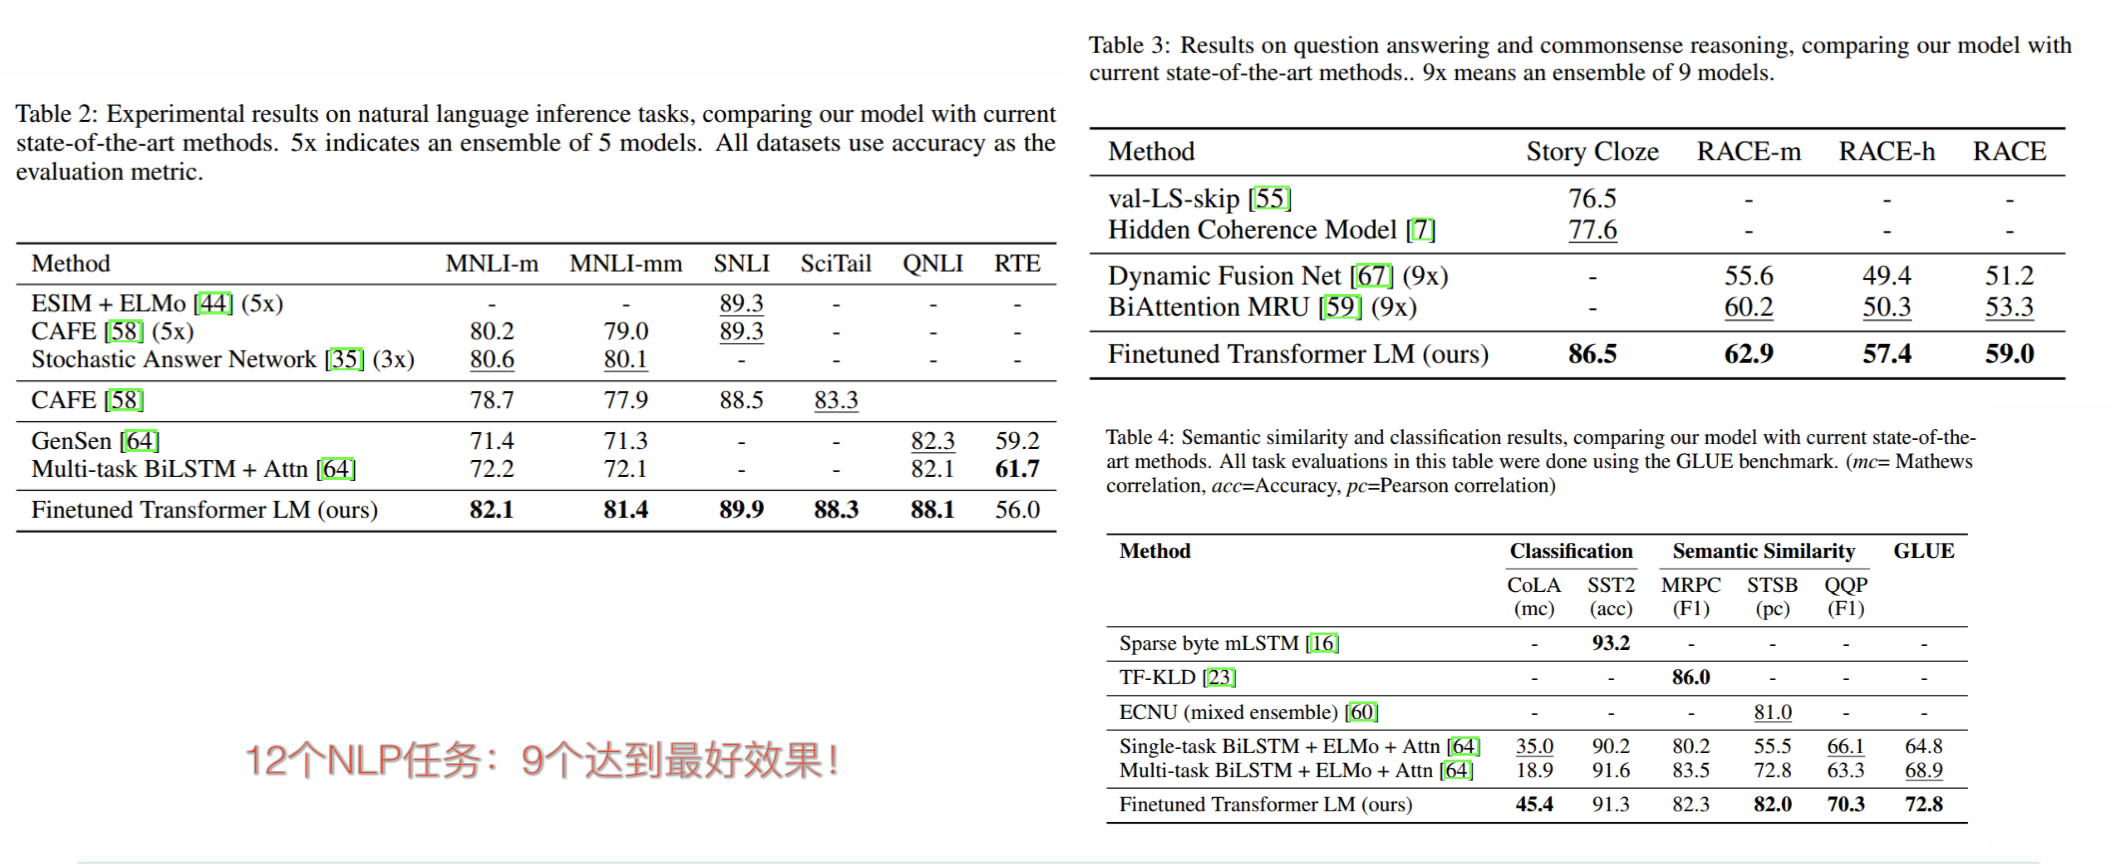 Table 2: Experimental results on natural language inference tasks, comparing our model with current
state-of-the-art methods. 5x indicates an ensemble of 5 models. All datasets use accuracy as the
evaluation metric.
Method MNLI-m MNLI-mm SNLI SciTail QNLI RTE
ESIM + ELMo [44] (5x) - - 89.3 - - -
CAFE [58] (5x) 80.2 79.0 89.3 - - -
Stochastic Answer Network [35] (3x) 80.6 80.1 - - - -
CAFE [58] 78.7 77.9 88.5 83.3
GenSen [64] 71.4 71.3 - - 82.3 59.2
Multi-task BiLSTM + Attn [64] 72.2 72.1 - - 82.1 61.7
Finetuned Transformer LM (ours) 82.1 81.4 89.9 88.3 88.1 56.0
12个NLP任务：9个达到最好效果！
Table 3: Results on question answering and commonsense reasoning, comparing our model with
current state-of-the-art methods.. 9x means an ensemble of 9 models.
Method Story Cloze RACE-m RACE-h RACE
val-LS-skip [55] 76.5 - - -
Hidden Coherence Model [7] 77.6 - - -
Dynamic Fusion Net [67] (9x) - 55.6 49.4 51.2
BiAttention MRU [59] (9x) - 60.2 50.3 53.3
Finetuned Transformer LM (ours) 86.5 62.9 57.4 59.0
Table 4: Semantic similarity and classification results, comparing our model with current state-of-the-
art methods. All task evaluations in this table were done using the GLUE benchmark. (mc= Mathews
correlation, acc=Accuracy, pc=Pearson correlation)
Method Classification Semantic Similarity GLUE
CoLA SST2 MRPC STSB QQP
(mc) (acc) (F1) (pc) (F1)
Sparse byte mLSTM [16] - 93.2 - - - -
TF-KLD [23] - - 86.0 - - -
ECNU (mixed ensemble) [60] - - - 81.0 - -
Single-task BiLSTM + ELMo + Attn [64] 35.0 90.2 80.2 55.5 66.1 64.8
Multi-task BiLSTM + ELMo + Attn [64] 18.9 91.6 83.5 72.8 63.3 68.9
Finetuned Transformer LM (ours) 45.4 91.3 82.3 82.0 70.3 72.8